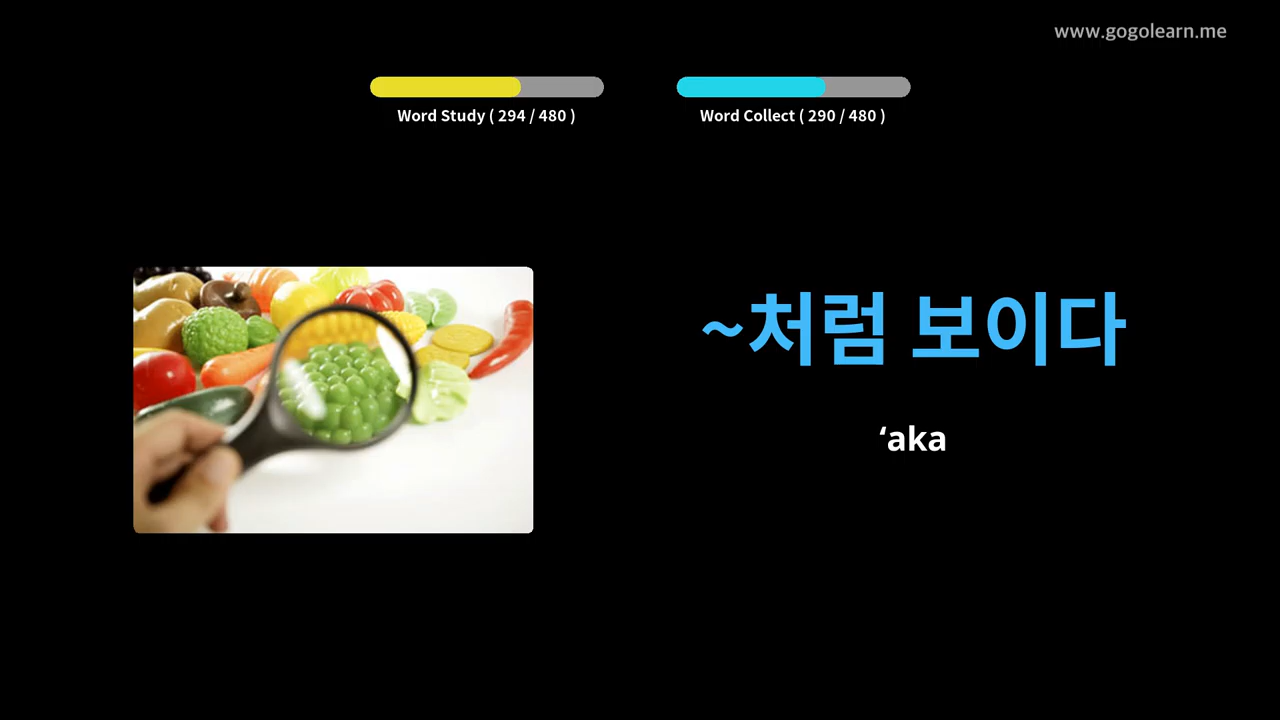 www.gogolearn.me
Word Study ( 294 / 480 )
Word Collect ( 290 / 480 )
~처럼 보이다
‘aka